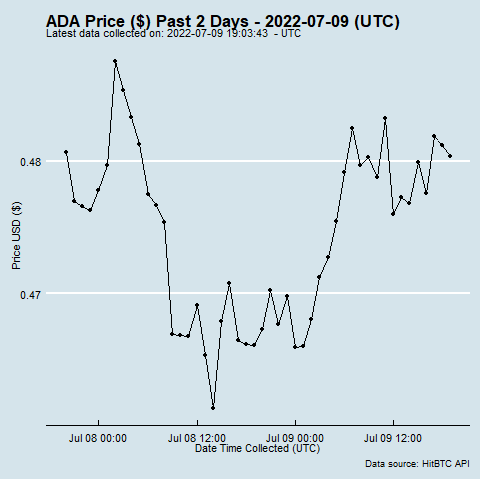 ADA Price ($) Past 2 Days - 2022-07-09 (UTC)
Latest data collected on: 2022-07-09 19:03:43  - UTC
0.48
Price USD ($)
0.47
Jul 08 00:00 Jul 08 12:00 Jul 09 00:00 Jul 09 12:00
Date Time Collected (UTC)
Data source: HitBTC API